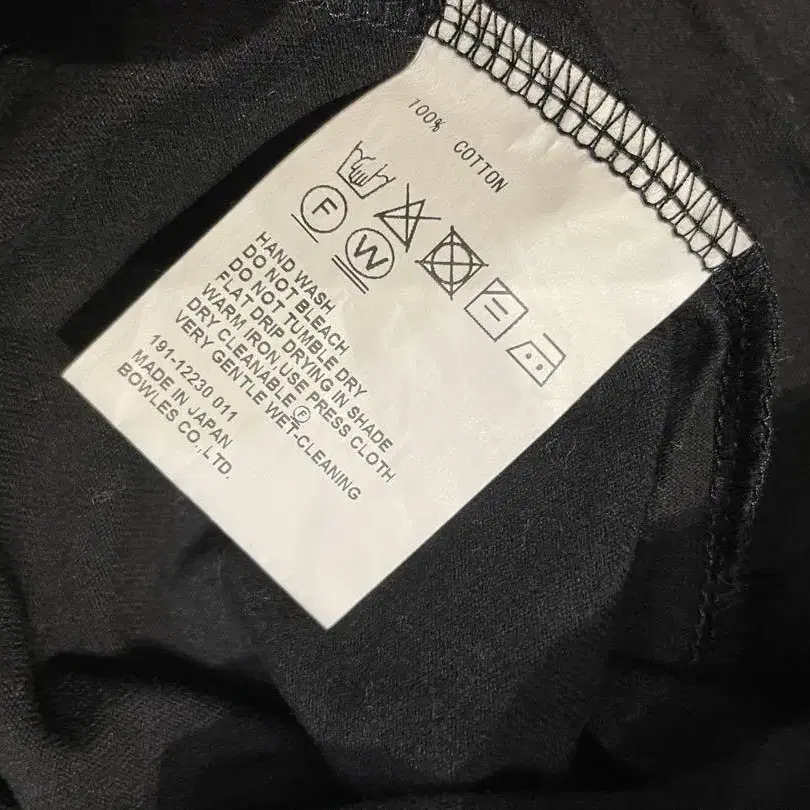 100% COTTON
F W
HAND WASH
DO NOT BLEACH
DO NOT TUMBLE DRY
FLAT DRIP DRYING IN SHADE
WARM IRON USE PRESS CLOTH
DRY CLEANABLE Ⓕ
VERY GENTLE WET-CLEANING
191-12230 011
MADE IN JAPAN
BOWLES CO.,LTD.